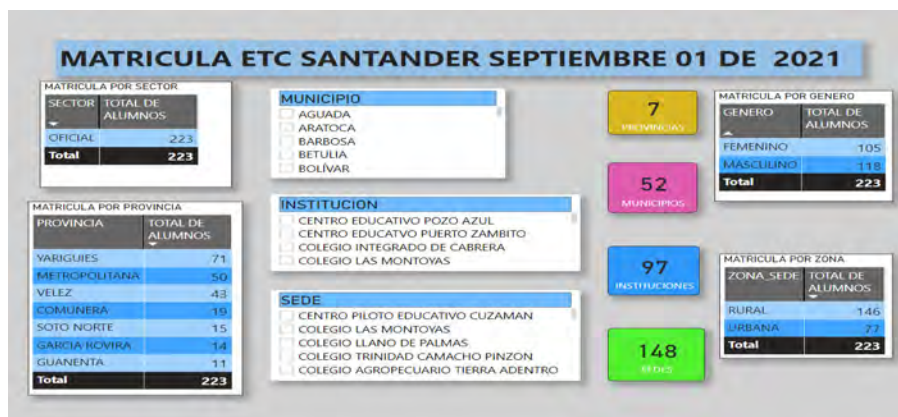 MATRICULA ETC SANTANDER SEPTIEMBRE 01 DE 2021
MATRICULA POR SECTOR
SECTOR TOTAL DE ALUMNOS
OFICIAL 223
Total 223
MATRICULA POR PROVINCIA
PROVINCIA TOTAL DE ALUMNOS
YARIGUIES 71
METROPOLITANA 50
VELEZ 43
COMUNERA 19
SOTO NORTE 15
GARCIA ROVIRA 14
GUANENTA 11
Total 223
MUNICIPIO
AGUADA
ARATOCA
BARBOSA
BETULIA
BOLÍVAR
INSTITUCION
CENTRO EDUCATIVO POZO AZUL
CENTRO EDUCATVO PUERTO ZAMBITO
COLEGIO INTEGRADO DE CABRERA
COLEGIO LAS MONTOYAS
SEDE
CENTRO PILOTO EDUCATIVO CUZAMAN
COLEGIO LAS MONTOYAS
COLEGIO LLANO DE PALMAS
COLEGIO TRINIDAD CAMACHO PINZON
COLEGIO AGROPECUARIO TIERRA ADENTRO
7
PROVINCIAS
52
MUNICIPIOS
97
INSTITUCIONES
148
SEDES
MATRICULA POR GENERO
GENERO TOTAL DE ALUMNOS
FEMENINO 105
MASCULINO 118
Total 223
MATRICULA POR ZONA
ZONA_SEDE TOTAL DE ALUMNOS
RURAL 146
URBANA 77
Total 223